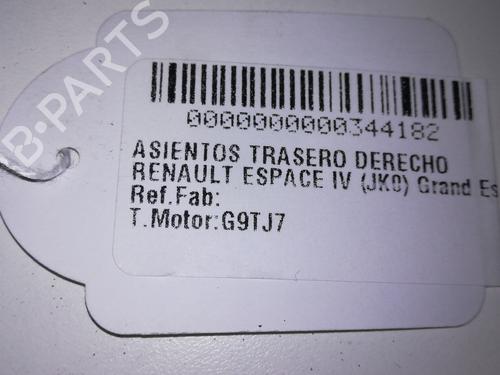 B-PARTS
0000000000344182
ASIENTOS TRASERO DERECHO
RENAULT ESPACE IV (JK0) Grand Es
Ref.Fab:
T.Motor:G9TJ7